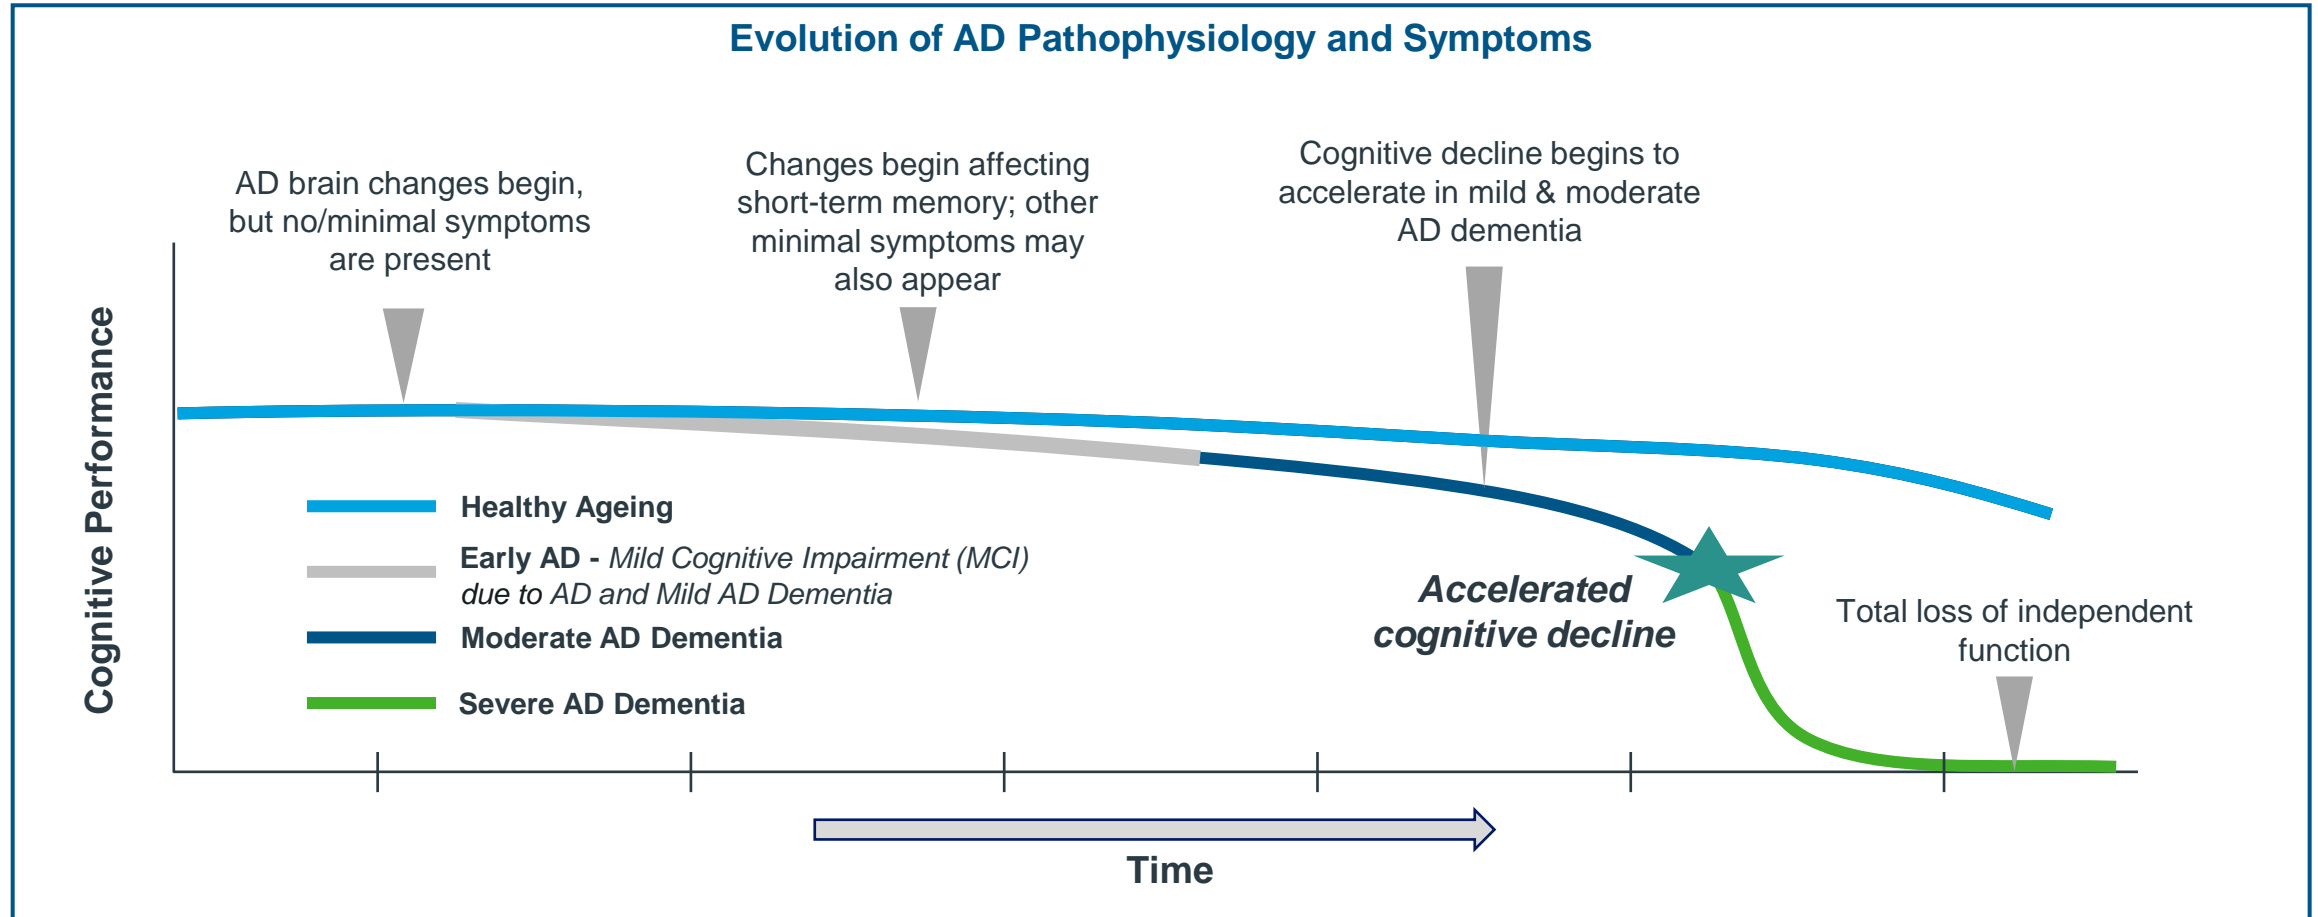 Evolution of AD Pathophysiology and Symptoms
AD brain changes begin,
but no/minimal symptoms
are present
Changes begin affecting
short-term memory; other
minimal symptoms may
also appear
Cognitive decline begins to
accelerate in mild & moderate
AD dementia
Cognitive Performance
Healthy Ageing
Early AD - Mild Cognitive Impairment (MCI)
due to AD and Mild AD Dementia
Moderate AD Dementia
Severe AD Dementia
Accelerated
cognitive decline
Total loss of independent
function
Time